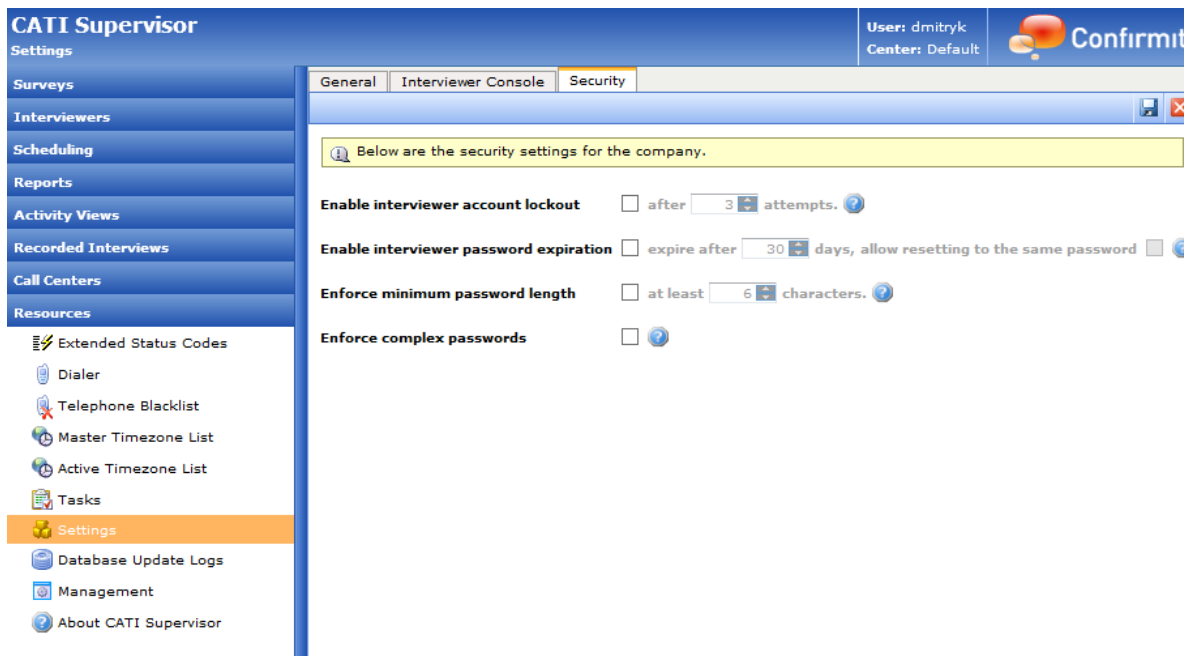 CATI Supervisor
Settings
User: dmitryk
Center: Default
Confirmit
Surveys
Interviewers
Scheduling
Reports
Activity Views
Recorded Interviews
Call Centers
Resources
Extended Status Codes
Dialer
Telephone Blacklist
Master Timezone List
Active Timezone List
Tasks
Settings
Database Update Logs
Management
About CATI Supervisor
General Interviewer Console Security
Below are the security settings for the company.
Enable interviewer account lockout after 3 attempts.
Enable interviewer password expiration expire after 30 days, allow resetting to the same password
Enforce minimum password length at least 6 characters.
Enforce complex passwords